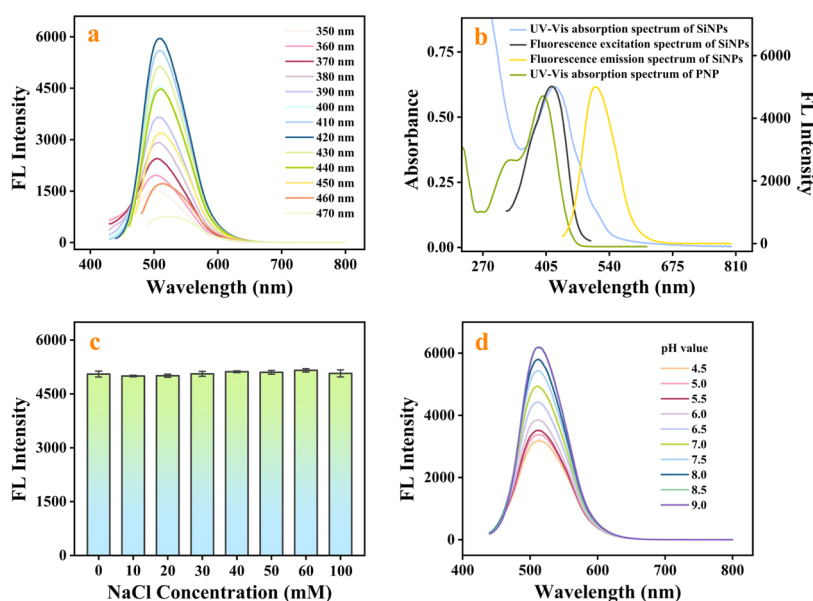 a
FL Intensity
6000
4500
3000
1500
0
400
500
600
700
800
Wavelength (nm)
350 nm
360 nm
370 nm
380 nm
390 nm
400 nm
410 nm
420 nm
430 nm
440 nm
450 nm
460 nm
470 nm
b
UV-Vis absorption spectrum of SiNPs
Fluorescence excitation spectrum of SiNPs
Fluorescence emission spectrum of SiNPs
UV-Vis absorption spectrum of PNP
Absorbance
0.75
0.50
0.25
0.00
270
405
540
675
810
Wavelength (nm)
6000
4000
2000
0
FL Intensity
c
FL Intensity
6000
4500
3000
1500
0
0
10
20
30
40
50
60
100
NaCl Concentration (mM)
d
FL Intensity
6000
4000
2000
0
400
500
600
700
800
Wavelength (nm)
pH value
4.5
5.0
5.5
6.0
6.5
7.0
7.5
8.0
8.5
9.0